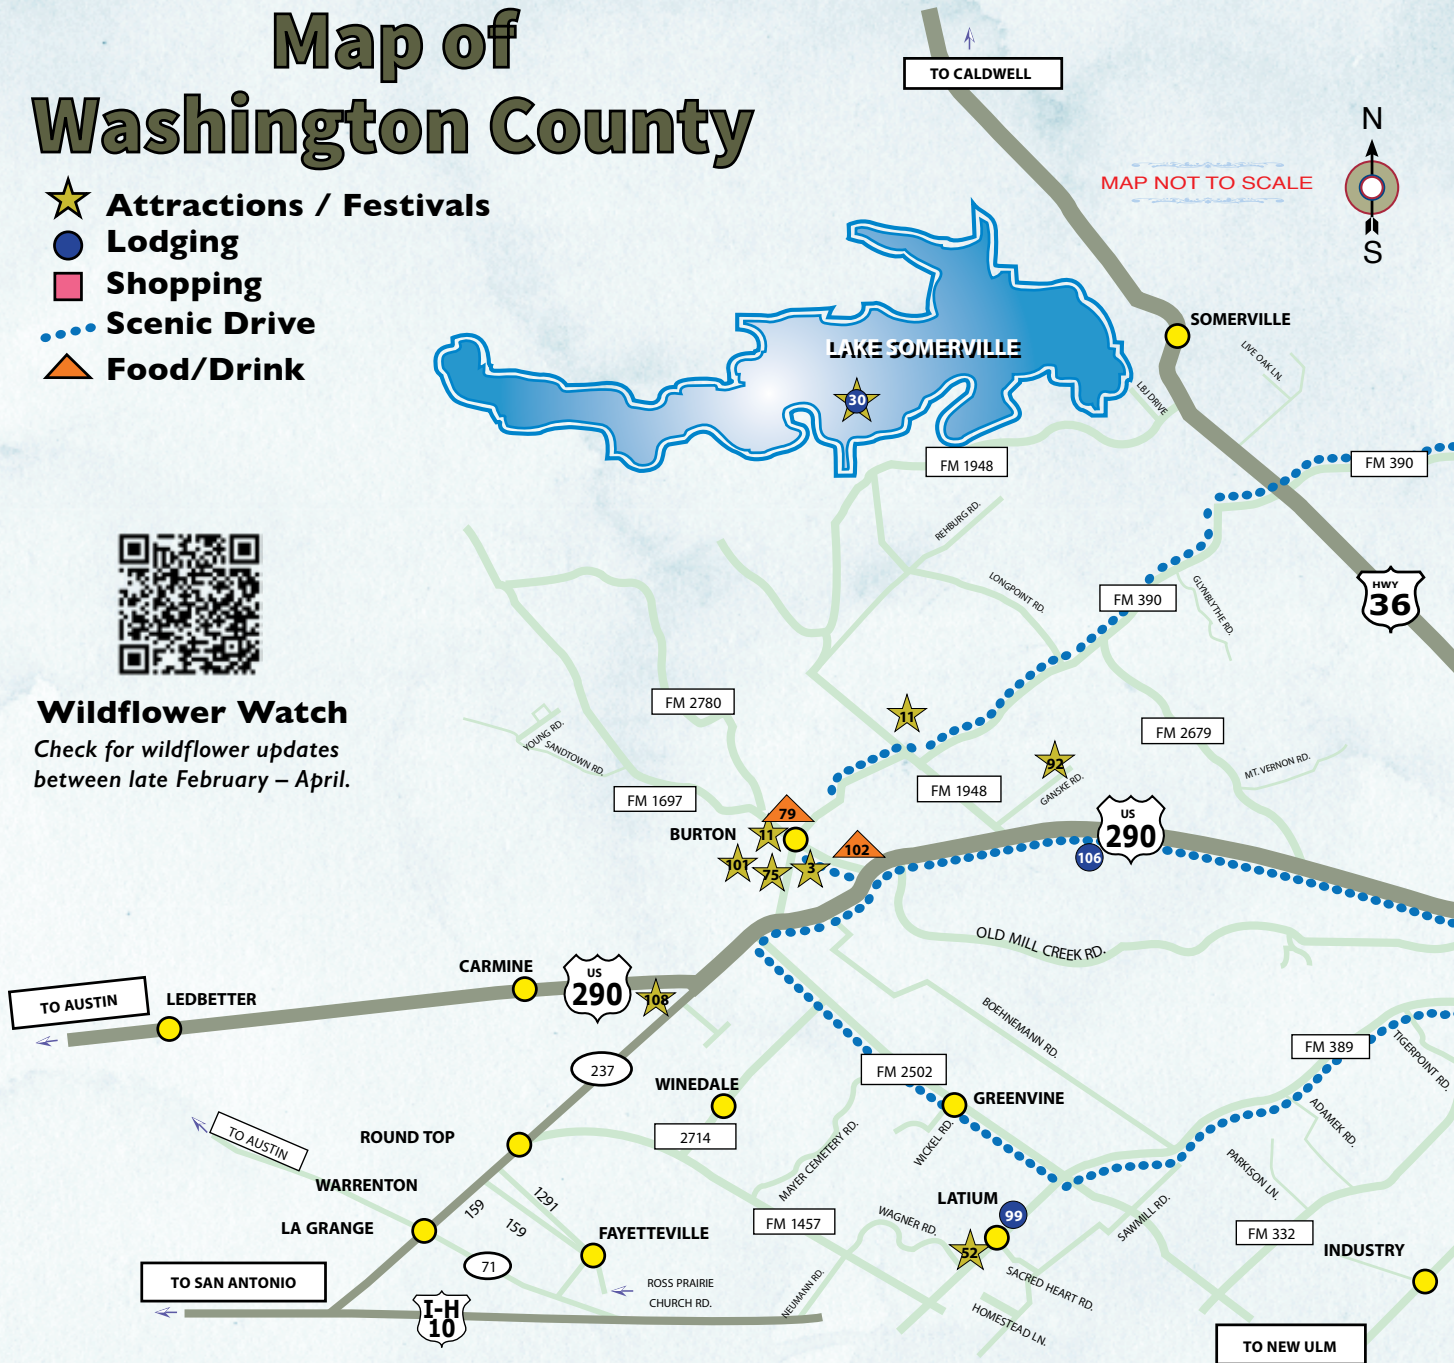 Map of
Washington County
Attractions / Festivals
Lodging
Shopping
Scenic Drive
Food/Drink
TO CALDWELL
N
S
MAP NOT TO SCALE
SOMERVILLE
LIVE OAK LN.
LBJ DRIVE
LAKE SOMERVILLE
30
FM 1948
FM 390
REHBURG RD.
LONGPOINT RD.
FM 390
GLYNBLYTHE RD.
HWY
36
Wildflower Watch
Check for wildflower updates
between late February – April.
FM 2780
YOUNG RD.
SANDTOWN RD.
FM 1697
11
92
GANSKE RD.
FM 2679
MT. VERNON RD.
FM 1948
79
BURTON
11
101
75
3
102
US
290
106
OLD MILL CREEK RD.
CARMINE
US
290
108
TO AUSTIN
LEDBETTER
BOEHNEMANN RD.
FM 389
TIGERPOINT RD.
ADAMEK RD.
237
WINEDALE
2714
FM 2502
GREENVINE
WICKEL RD.
MAYER CEMETERY RD.
TO AUSTIN
ROUND TOP
WARRENTON
LA GRANGE
159
1291
159
FAYETTEVILLE
71
FM 1457
WAGNER RD.
LATIUM
99
52
SAWMILL RD.
PARKISON LN.
FM 332
INDUSTRY
SACRED HEART RD.
HOMESTEAD LN.
NEUMANN RD.
ROSS PRAIRIE
CHURCH RD.
TO SAN ANTONIO
I-H
10
TO NEW ULM